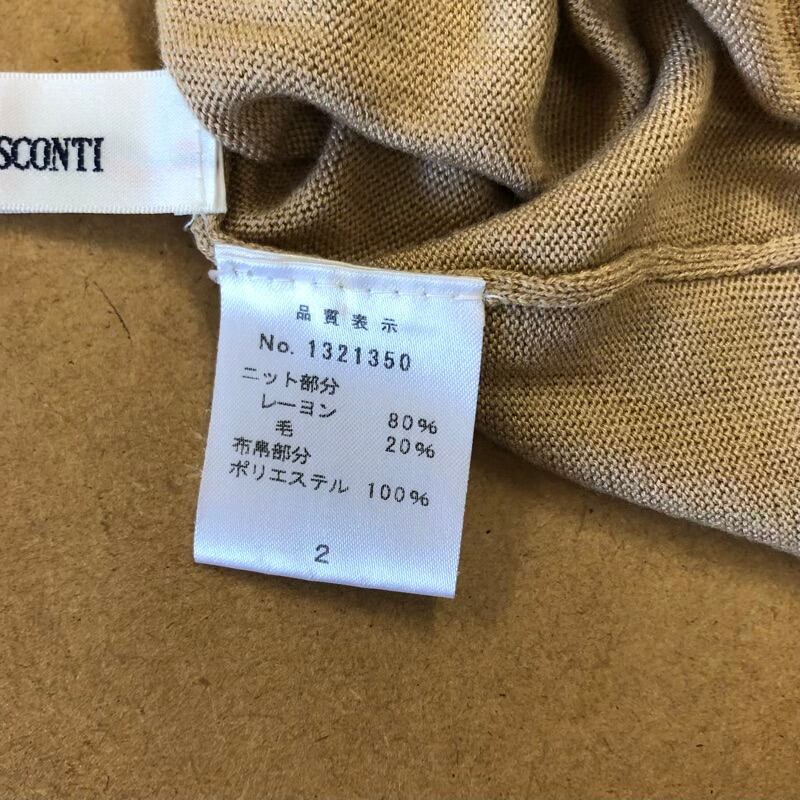 SCONTI
品質表示
No. 1321350
ニット部分
レーヨン 80%
毛 20%
布帛部分
ポリエステル 100%
2